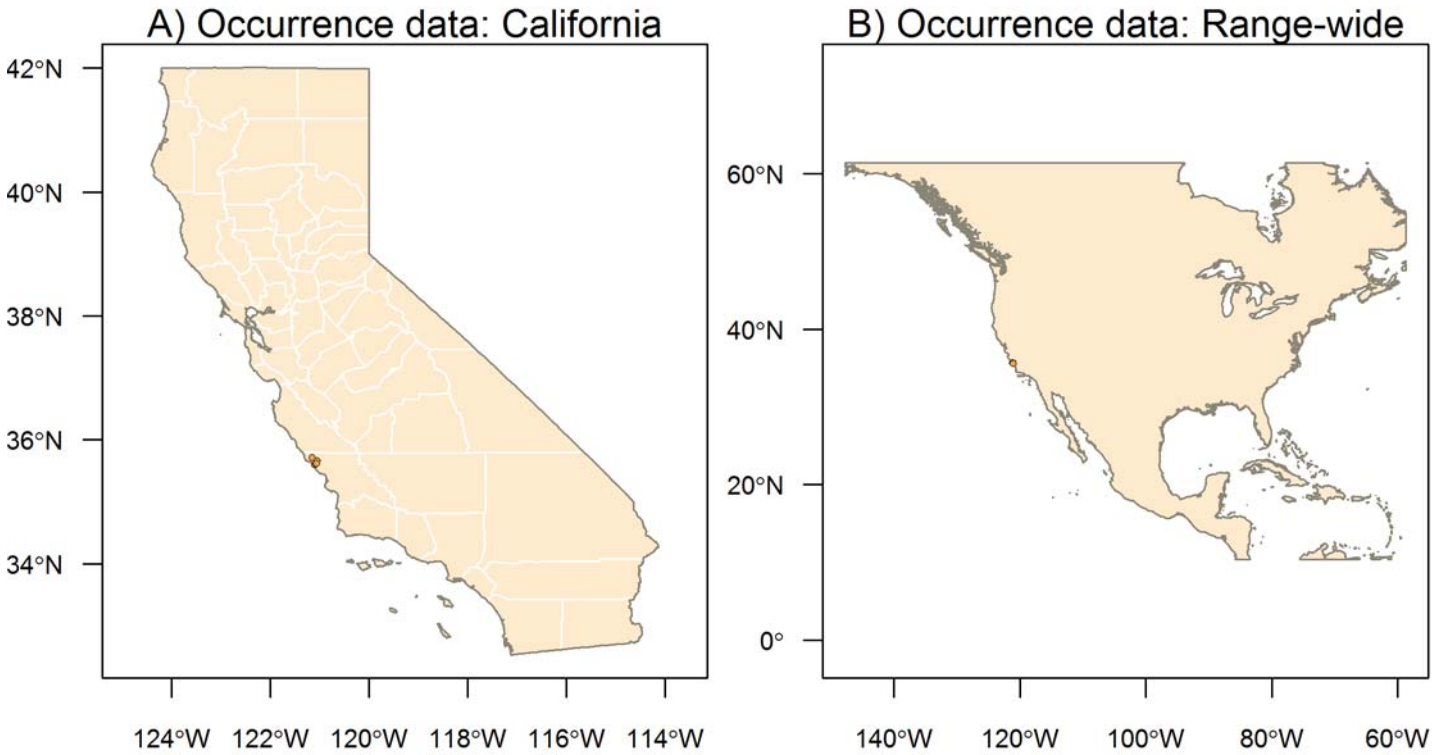 A) Occurrence data: California
42°N
40°N
38°N
36°N
34°N
124°W 122°W 120°W 118°W 116°W 114°W
B) Occurrence data: Range-wide
60°N
40°N
20°N
0°
140°W 120°W 100°W 80°W 60°W